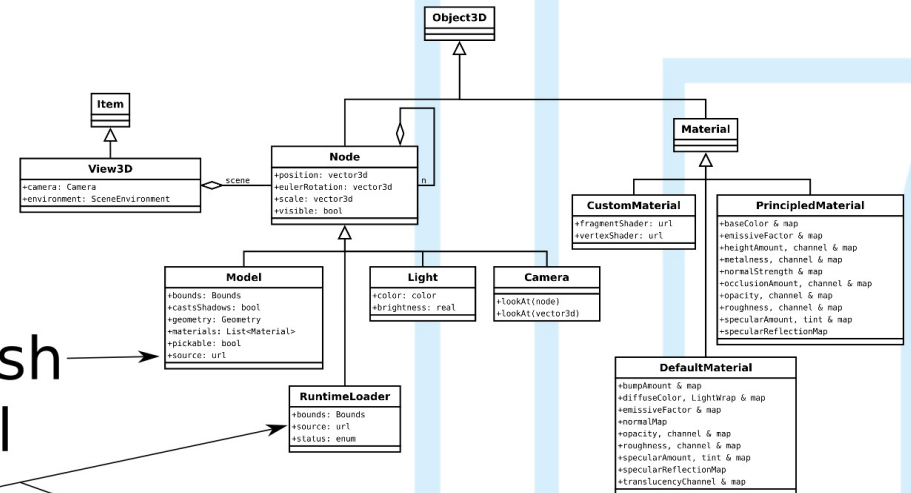 Object3D
Item
Material
View3D
+camera: Camera
+environment: SceneEnvironment
scene
Node
+position: vector3d
+eulerRotation: vector3d
+scale: vector3d
+visible: bool
n
CustomMaterial
+fragmentShader: url
+vertexShader: url
PrincipledMaterial
+baseColor & map
+emissiveFactor & map
+heightAmount, channel & map
+metalness, channel & map
+normalStrength & map
+occlusionAmount, channel & map
+opacity, channel & map
+roughness, channel & map
+specularAmount, tint & map
+specularReflectionMap
Model
+bounds: Bounds
+castsShadows: bool
+geometry: Geometry
+materials: List<Material>
+pickable: bool
+source: url
Light
+color: color
+brightness: real
Camera
+lookAt(node)
+lookAt(vector3d)
sh
l
RuntimeLoader
+bounds: Bounds
+source: url
+status: enum
DefaultMaterial
+bumpAmount & map
+diffuseColor, LightWrap & map
+emissiveFactor & map
+normalMap
+opacity, channel & map
+roughness, channel & map
+specularAmount, tint & map
+specularReflectionMap
+translucencyChannel & map